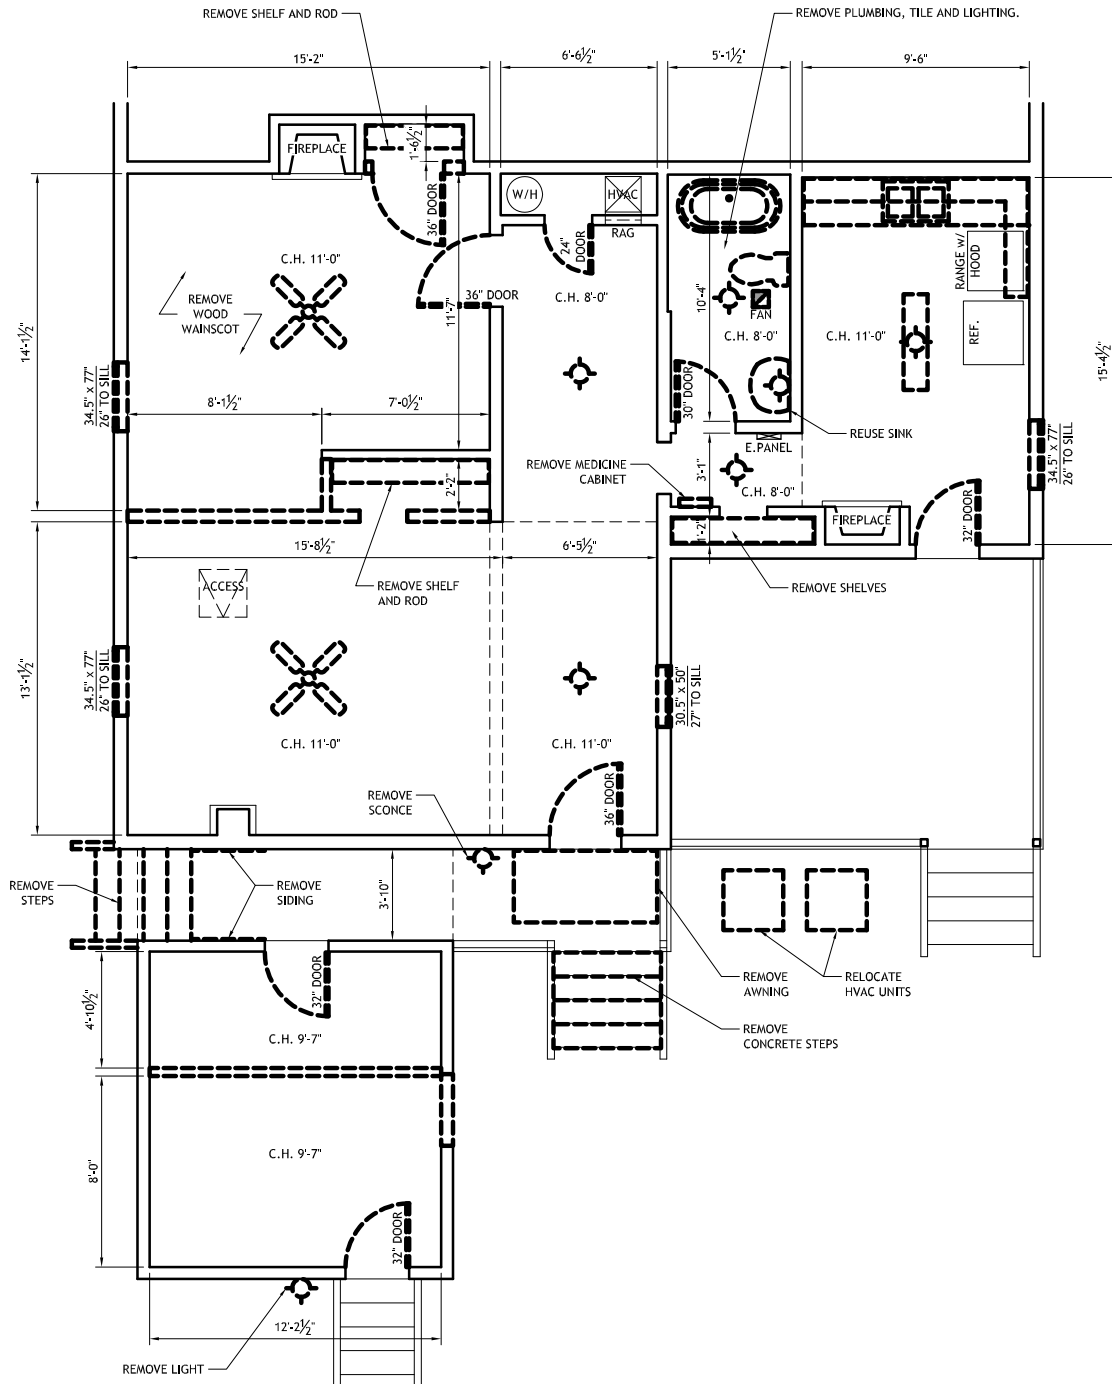 REMOVE SHELF AND ROD
REMOVE PLUMBING, TILE AND LIGHTING.
15'-2"
6'-6½"
5'-1½"
9'-6"
1'-6½"
FIREPLACE
W/H
HVAC
RAG
36" DOOR
24"
DOOR
RANGE W/
HOOD
C.H. 11'-0"
REMOVE
WOOD
WAINSCOT
36" DOOR
11'-7"
C.H. 8'-0"
10'-4"
FAN
C.H. 8'-0"
C.H. 11'-0"
REF.
14'-1½"
15'-4½"
34.5" x 77"
26" TO SILL
8'-1½"
7'-0½"
30" DOOR
REUSE SINK
E.PANEL
REMOVE MEDICINE
CABINET
3'-1"
C.H. 8'-0"
34.5" x 77"
26" TO SILL
2'-2"
1'-2"
FIREPLACE
32" DOOR
15'-8½"
6'-5½"
ACCESS
REMOVE SHELF
AND ROD
REMOVE SHELVES
13'-1½"
34.5" x 77"
26" TO SILL
30.5" x 50"
27" TO SILL
C.H. 11'-0"
C.H. 11'-0"
36" DOOR
REMOVE
SCONCE
REMOVE
STEPS
REMOVE
SIDING
3'-10"
REMOVE
AWNING
RELOCATE
HVAC UNITS
32" DOOR
4'-10½"
C.H. 9'-7"
REMOVE
CONCRETE STEPS
8'-0"
C.H. 9'-7"
32" DOOR
12'-2½"
REMOVE LIGHT